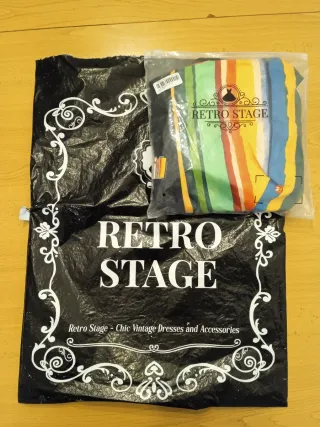 RETRO STAGE
RETRO
STAGE
Retro Stage - Chic Vintage Dresses and Accessories